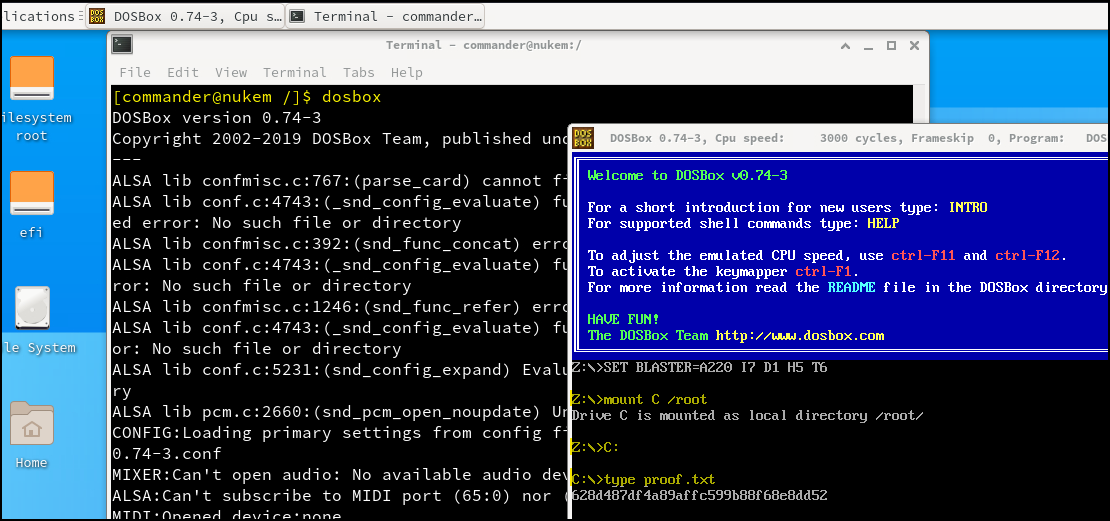 lications DOSBox 0.74-3, Cpu s… Terminal - commander…
Terminal - commander@nukem:/
File Edit View Terminal Tabs Help
ilesystem
root
efi
le System
Home
[commander@nukem /]$ dosbox
DOSBox version 0.74-3
Copyright 2002-2019 DOSBox Team, published und
---
ALSA lib confmisc.c:767:(parse_card) cannot fi
ALSA lib conf.c:4743:(_snd_config_evaluate) fu
ed error: No such file or directory
ALSA lib confmisc.c:392:(snd_func_concat) erro
ALSA lib conf.c:4743:(_snd_config_evaluate) fu
ror: No such file or directory
ALSA lib confmisc.c:1246:(snd_func_refer) erro
ALSA lib conf.c:4743:(_snd_config_evaluate) fu
or: No such file or directory
ALSA lib conf.c:5231:(snd_config_expand) Evalu
ry
ALSA lib pcm.c:2660:(snd_pcm_open_noupdate) Un
CONFIG:Loading primary settings from config fi
0.74-3.conf
MIXER:Can't open audio: No available audio dev
ALSA:Can't subscribe to MIDI port (65:0) nor (
MIDI:Opened device:none
DOSBox 0.74-3, Cpu speed: 3000 cycles, Frameskip 0, Program: DOS
Welcome to DOSBox v0.74-3
For a short introduction for new users type: INTRO
For supported shell commands type: HELP
To adjust the emulated CPU speed, use ctrl-F11 and ctrl-F12.
To activate the keymapper ctrl-F1.
For more information read the README file in the DOSBox directory
HAVE FUN!
The DOSBox Team http://www.dosbox.com
Z:\>SET BLASTER=A220 I7 D1 H5 T6
Z:\>mount C /root
Drive C is mounted as local directory /root/
Z:\>C:
C:\>type proof.txt
628d487df4a89affc599b88f68e8dd52